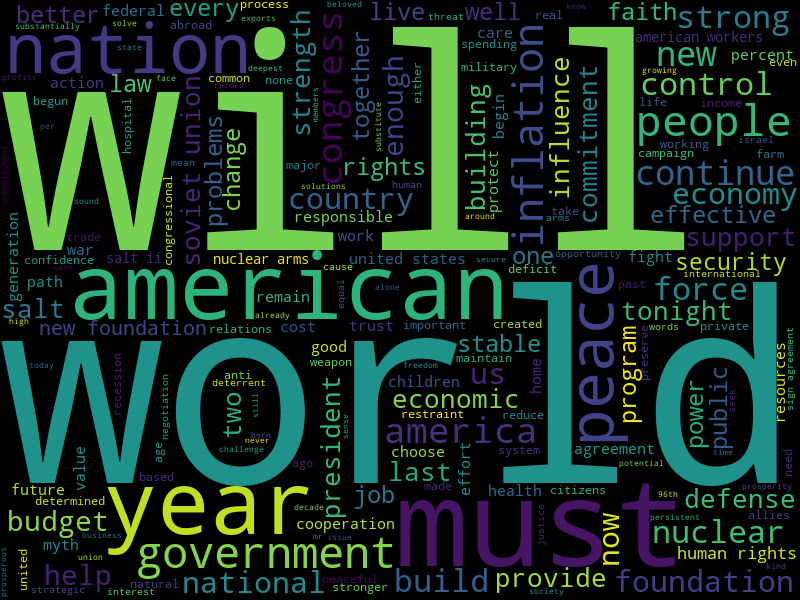 will
world
must
american
year
nation
peace
people
government
inflation
congress
new
strong
control
continue
economy
country
strength
together
enough
building
influence
commitment
one
support
security
force
tonight
effective
faith
well
live
every
better
federal
abroad
process
substantially
solve
exports
beloved
threat
real
know
care
spending
military
american workers
percent
even
growing
action
law
common
none
deepest
face
state
profits
record
members
begun
hospital
soviet union
problems
change
rights
major
solutions
human
substitute
either
begin
protect
life
income
working
israel
campaign
farm
per
mean
sound
unemployment
congressional
responsible
around
take
arms
generation
trade
war
salt ii
confidence
path
salt
nuclear arms
work
united states
cause
deficit
secure
opportunity
fight
international
past
remain
equal
alone
already
high
want
new foundation
relations
cost
trust
important
created
words
private
preserve
program
stable
maintain
good
weapon
us
children
home
economic
restraint
reduce
america
choose
system
last
effort
agreement
potential
power
public
time
seek
resources
sign agreement
need
today
recession
negotiation
anti
deterrent
two
still
born
never
challenge
freedom
president
sense
age
value
based
ago
future
determined
budget
myth
business
decade
cooperation
mr
issue
job
health
citizens
made
justice
now
96th
defense
persistent
allies
prosperity
nuclear
human rights
kind
prosperous
united
union
help
strategic
natural
interest
national
peaceful
stronger
build
provide
society
foundation